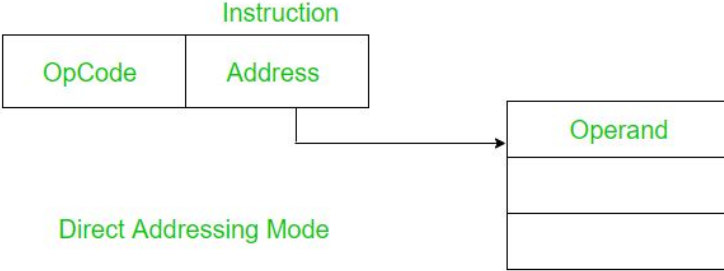 Instruction
OpCode
Address
Operand
Direct Addressing Mode